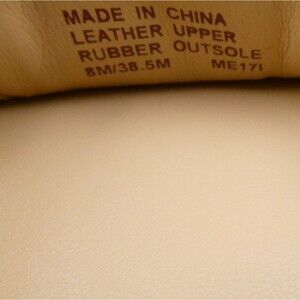 MADE IN CHINA
LEATHER UPPER
RUBBER OUTSOLE
8M/38.5M ME171